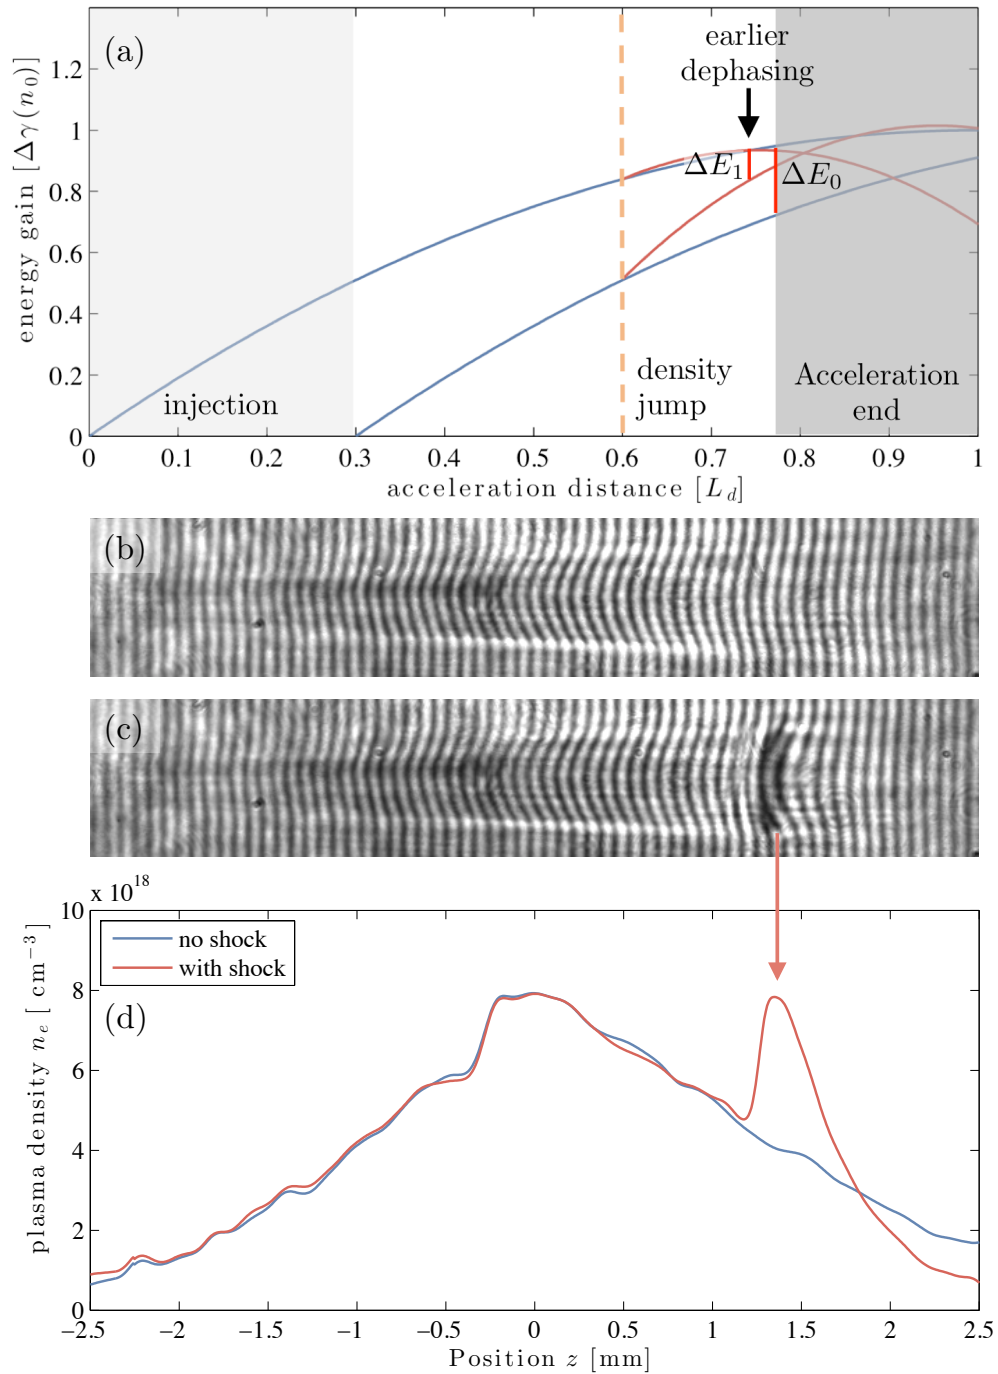 (a)
earlier
dephasing
ΔE₁
ΔE₀
injection
density
jump
Acceleration
end
energy gain [Δγ(n₀)]
1.2
1
0.8
0.6
0.4
0.2
0
0 0.1 0.2 0.3 0.4 0.5 0.6 0.7 0.8 0.9 1
acceleration distance [L_d]
(b)
(c)
x 10¹⁸
10
8
6
4
2
0
plasma density nₑ [ cm⁻³]
no shock
with shock
(d)
−2.5 −2 −1.5 −1 −0.5 0 0.5 1 1.5 2 2.5
Position z [mm]